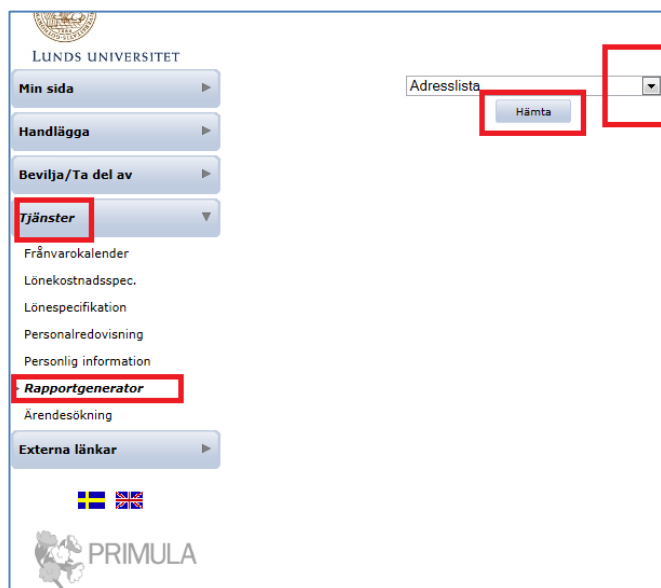 LUNDS UNIVERSITET
Min sida
Handlägga
Bevilja/Ta del av
Tjänster
Frånvarokalender
Lönekostnadsspec.
Lönespecifikation
Personalredovisning
Personlig information
Rapportgenerator
Ärendesökning
Externa länkar
PRIMULA
Adresslista
Hämta